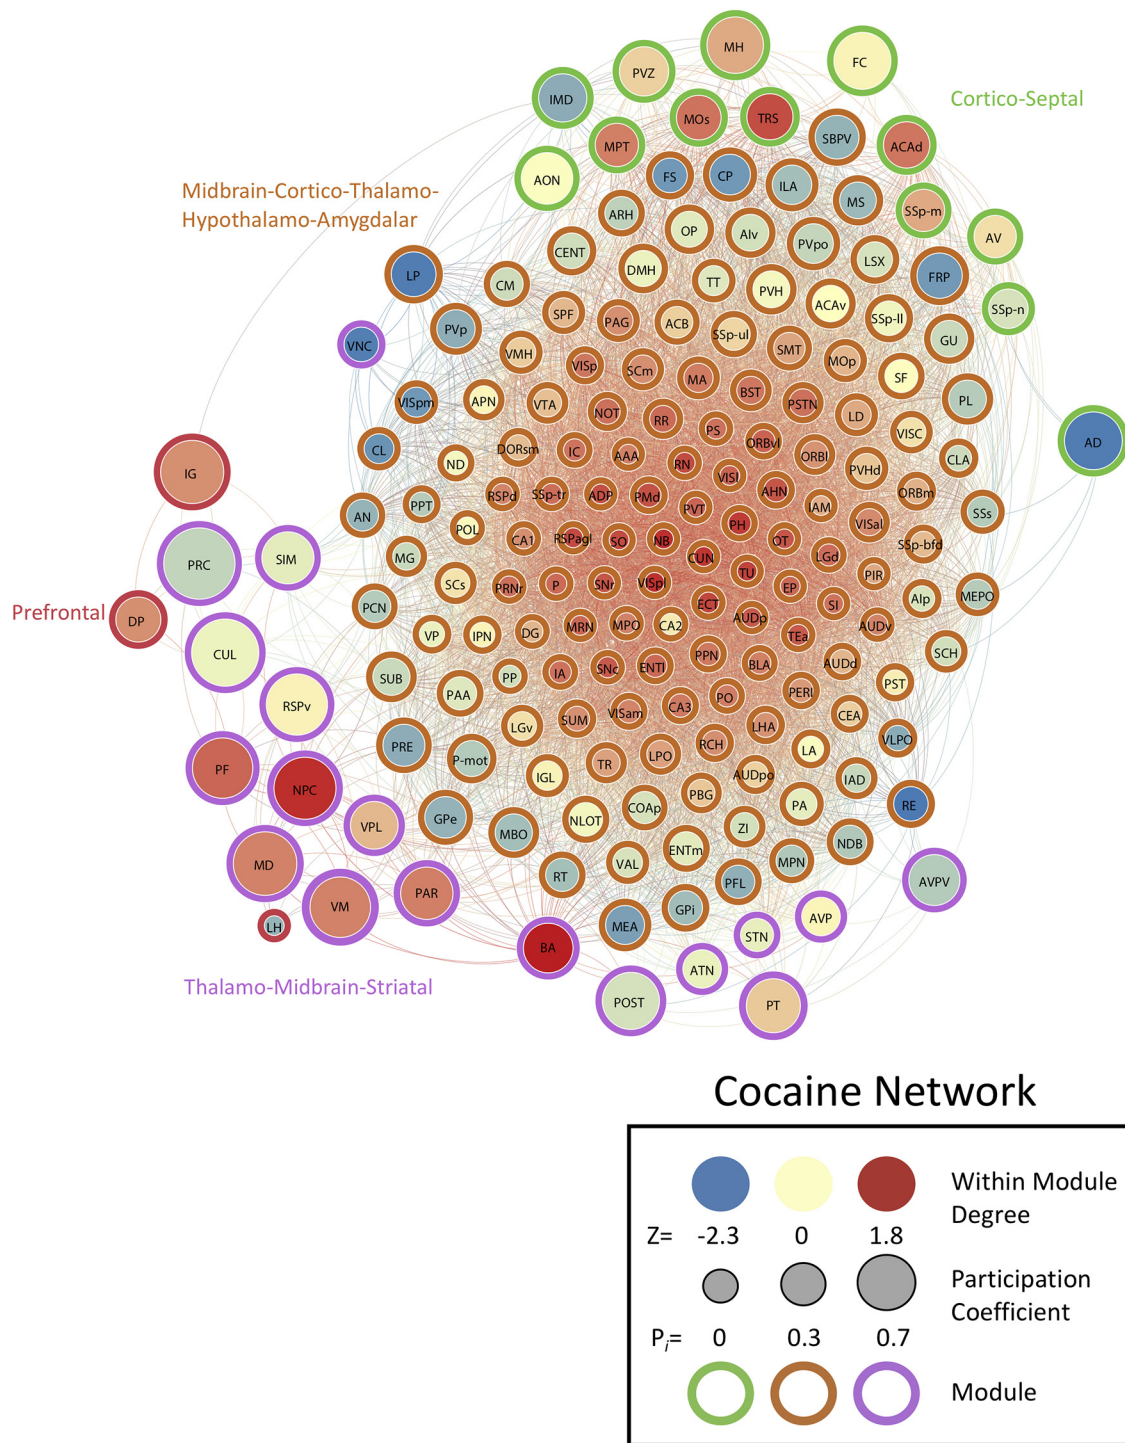 MH
FC
PVZ
IMD
Cortico-Septal
MOs
TRS
SBPV
MPT
ACAd
AON
FS
CP
ILA
MS
SSp-m
Midbrain-Cortico-Thalamo-
Hypothalamo-Amygdalar
ARH
OP
AIv
PVpo
AV
CENT
LSX
DMH
LP
CM
TT
PVH
FRP
ACAv
SSp-ll
SSp-n
SPF
PAG
ACB
SSp-ul
PVp
GU
VNC
VMH
SMT
MOp
VISp
SCm
MA
SF
BST
PL
VISpm
APN
VTA
NOT
RR
PSTN
LD
PS
VISC
AD
CL
DORsm
IC
AAA
ORBvl
ORBl
ND
RN
CLA
IG
VISl
PVHd
RSPd
SSp-tr
ADP
PMd
AHN
ORBm
PPT
PVT
IAM
AN
SSs
POL
PH
VISal
CA1
RSPagl
SO
NB
OT
SSp-bfd
MG
CUN
LGd
PRC
SIM
TU
PIR
SCs
PRNr
P
SNr
VISpl
EP
AIp
MEPO
Prefrontal
PCN
ECT
SI
DP
AUDp
VP
IPN
DG
MRN
MPO
CA2
TEa
AUDv
CUL
PPN
BLA
AUDd
SCH
SUB
PP
IA
SNc
ENTl
PST
PAA
PO
PERI
RSPv
CA3
LGv
SUM
VISam
CEA
LHA
PRE
RCH
VLPO
P-mot
LPO
LA
PF
TR
IGL
AUDpo
IAD
NPC
PBG
COAp
PA
RE
GPe
NLOT
VPL
MBO
ZI
NDB
ENTm
VAL
MPN
MD
RT
PFL
AVPV
PAR
VM
GPi
LH
MEA
AVP
STN
BA
ATN
Thalamo-Midbrain-Striatal
POST
PT
Cocaine Network
Within Module
Degree
Z= -2.3 0 1.8
Participation
Coefficient
Pi= 0 0.3 0.7
Module